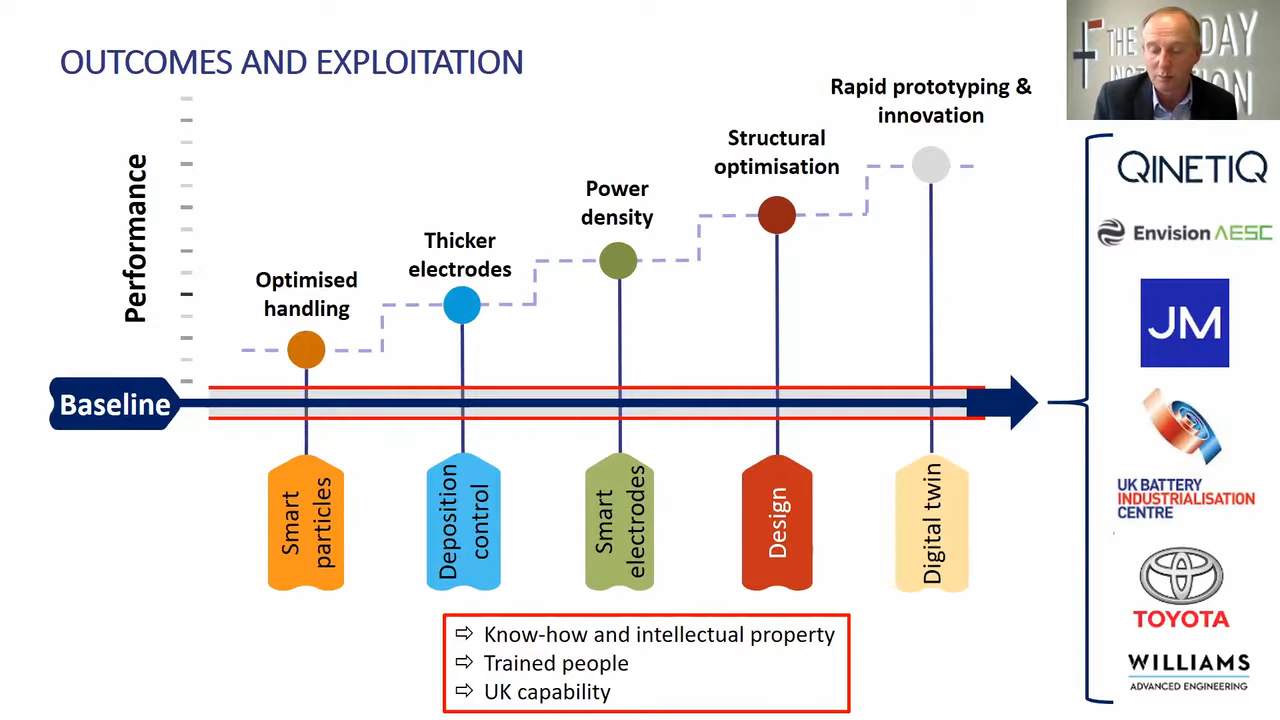 OUTCOMES AND EXPLOITATION
Performance
Optimised
handling
Thicker
electrodes
Power
density
Structural
optimisation
Rapid prototyping &
innovation
Baseline
Smart
particles
Deposition
control
Smart
electrodes
Design
Digital twin
⇨ Know-how and intellectual property
⇨ Trained people
⇨ UK capability
THE DAY
QINETIQ
Envision AESC
JM
UK BATTERY
INDUSTRIALISATION
CENTRE
TOYOTA
WILLIAMS
ADVANCED ENGINEERING